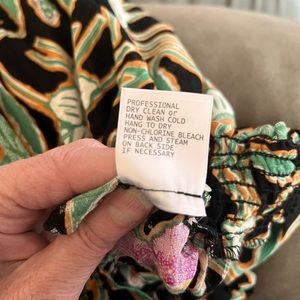 PROFESSIONAL
DRY CLEAN or
HAND WASH COLD
HANG TO DRY
NON-CHLORINE BLEACH
PRESS AND STEAM
ON BACK SIDE
IF NECESSARY